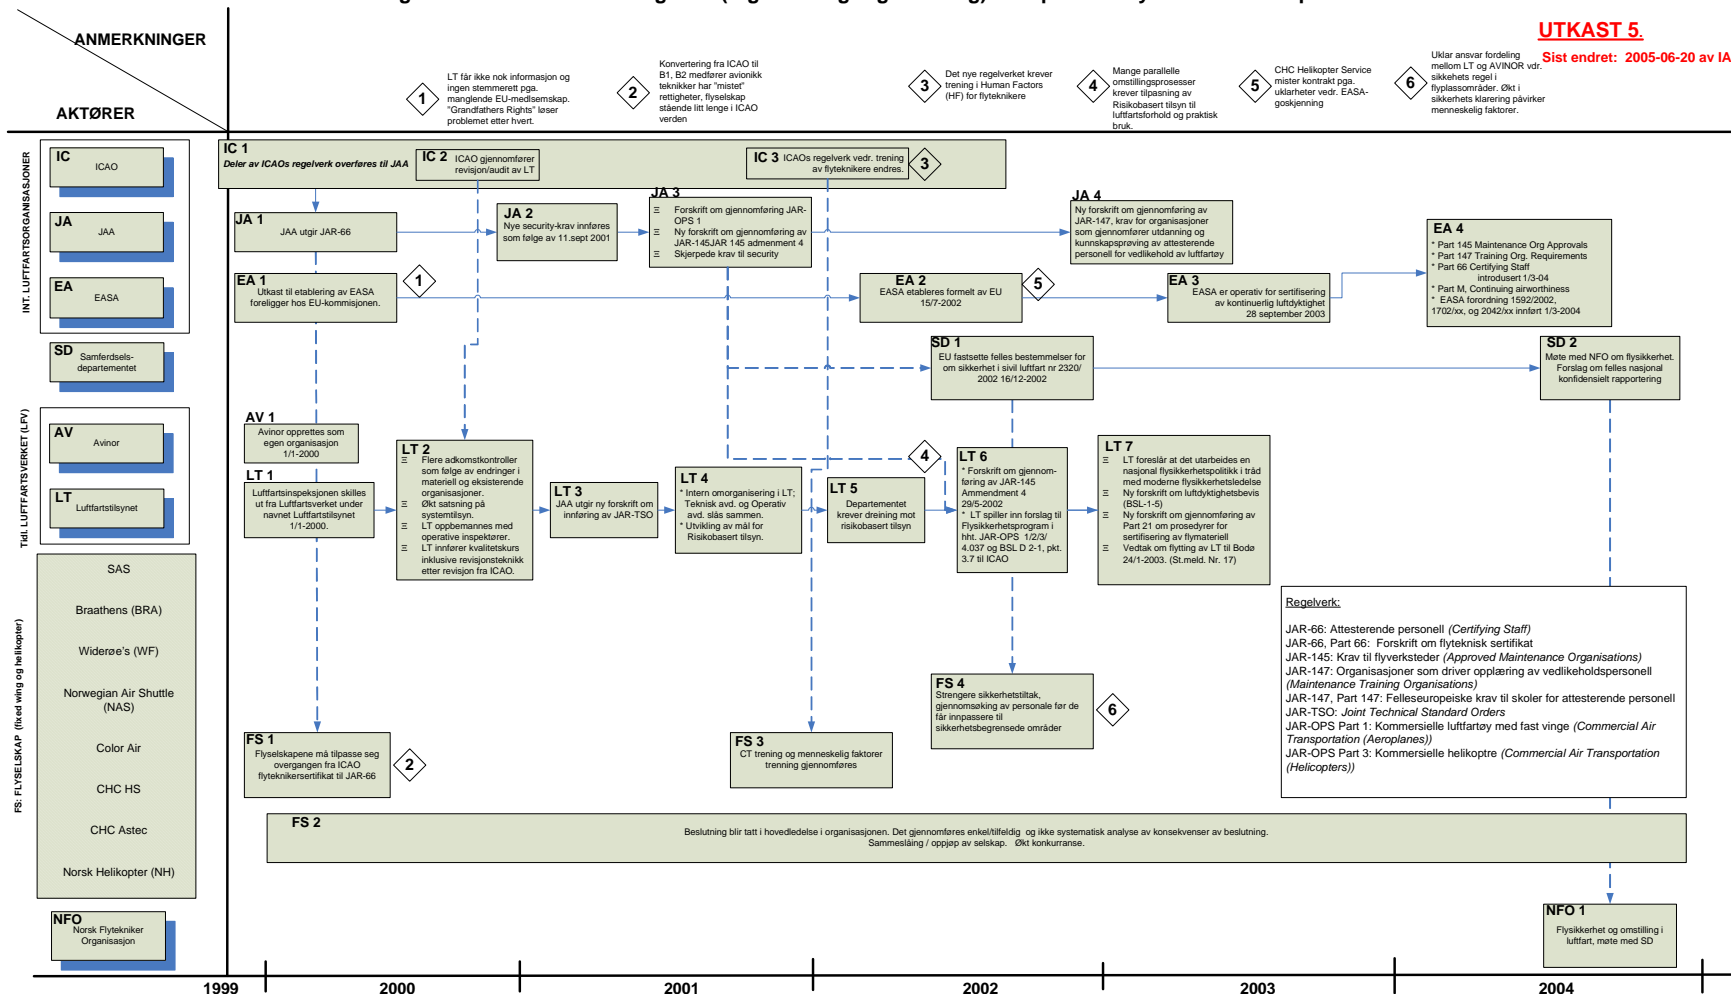 UTKAST 5.
Sist endret: 2005-06-20 av IA
ANMERKNINGER
AKTØRER
1
LT får ikke nok informasjon og
ingen stemmerett pga.
manglende EU-medlsemskap.
"Grandfathers Rights" løser
problemet etter hvert.
2
Konvertering fra ICAO til
B1, B2 medfører avionikk
teknikker har "mistet"
rettigheter, flyselskap
stående litt lenge i ICAO
verden
3
Det nye regelverket krever
trening i Human Factors
(HF) for flyteknikere
4
Mange parallele
omstillingprosesser
krever tilpasning av
Risikobasert tilsyn til
luftfartsforhold og praktisk
bruk.
5
CHC Helikopter Service
mister kontrakt pga.
uklarheter vedr. EASA-
goskjenning
6
Uklar ansvar fordeling
mellom LT og AVINOR vdr.
sikkehets regel i
flyplassområder. Økt i
sikkerhets klarering påvirker
menneskelig faktorer.
INT. LUFTFARTSORGANISASJONER
IC
ICAO
JA
JAA
EA
EASA
SD
Samferdsels-
departementet
Tidl. LUFTFARTSVERKET (LFV)
AV
Avinor
LT
Luftfartstilsynet
FS: FLYSELSKAP (fixed wing og helikopter)
SAS
Braathens (BRA)
Widerøe's (WF)
Norwegian Air Shuttle
(NAS)
Color Air
CHC HS
CHC Astec
Norsk Helikopter (NH)
NFO
Norsk Flytekniker
Organisasjon
IC 1
Deler av ICAOs regelverk overføres til JAA
IC 2
ICAO gjennomfører
revisjon/audit av LT
IC 3
ICAOs regelverk vedr. trening
av flyteknikere endres.
3
JA 1
JAA utgir JAR-66
JA 2
Nye security-krav innføres
som følge av 11.sept 2001
JA 3
Ξ Forskrift om gjennomføring JAR-
OPS 1
Ξ Ny forskrift om gjennomføring av
JAR-145JAR 145 admenment 4
Ξ Skjerpede krav til security
JA 4
Ny forskrift om gjennomføring av
JAR-147, krav for organisasjoner
som gjennomfører utdanning og
kunnskapsprøving av attesterende
personell for vedlikehold av luftfartøy
EA 1
Utkast til etablering av EASA
foreligger hos EU-kommisjonen.
1
EA 2
EASA etableres formelt av EU
15/7-2002
5
EA 3
EASA er operativ for sertifisering
av kontinuerlig luftdyktighet
28 september 2003
EA 4
* Part 145 Maintenance Org Approvals
* Part 147 Training Org. Requirements
* Part 66 Certifying Staff
introdusert 1/3-04
* Part M, Continuing airworthiness
* EASA forordning 1592/2002,
1702/xx, og 2042/xx innført 1/3-2004
SD 1
EU fastsette felles bestemmelser for
om sikkerhet i sivil luftfart nr 2320/
2002 16/12-2002
SD 2
Møte med NFO om flysikkerhet.
Forslag om felles nasjonal
konfidensielt rapportering
AV 1
Avinor opprettes som
egen organisasjon
1/1-2000
LT 1
Luftfartsinspeksjonen skilles
ut fra Luftfartsverket under
navnet Luftfartstilsynet
1/1-2000.
LT 2
Ξ Flere adkomstkontroller
som følge av endringer i
materiell og eksisterende
organisasjoner.
Ξ Økt satsning på
systemtilsyn.
Ξ LT oppbemannes med
operative inspektører.
Ξ LT innfører kvalitetskurs
inklusive revisjonsteknikk
etter revisjon fra ICAO.
LT 3
JAA utgir ny forskrift om
innføring av JAR-TSO
LT 4
* Intern omorganisering i LT;
Teknisk avd. og Operativ
avd. slås sammen.
* Utvikling av mål for
Risikobasert tilsyn.
LT 5
Departementet
krever dreining mot
risikobasert tilsyn
4
LT 6
* Forskrift om gjennom-
føring av JAR-145
Ammendment 4
29/5-2002
* LT spiller inn forslag til
Flysikkerhetsprogram i
hht. JAR-OPS 1/2/3/
4.037 og BSL D 2-1, pkt.
3.7 til ICAO
LT 7
Ξ LT foreslår at det utarbeides en
nasjonal flysikkerhetspolitikk i tråd
med moderne flysikkerhetsledelse
Ξ Ny forskrift om luftdyktighetsbevis
(BSL-1-5)
Ξ Ny forskrift om gjennomføring av
Part 21 om prosedyrer for
sertifisering av flymateriell
Ξ Vedtak om flytting av LT til Bodø
24/1-2003. (St.meld. Nr. 17)
Regelverk:
JAR-66: Attesterende personell (Certifying Staff)
JAR-66, Part 66: Forskrift om flyteknisk sertifikat
JAR-145: Krav til flyverksteder (Approved Maintenance Organisations)
JAR-147: Organisasjoner som driver opplæring av vedlikeholdspersonell
(Maintenance Training Organisations)
JAR-147, Part 147: Felleseuropeiske krav til skoler for attesterende personell
JAR-TSO: Joint Technical Standard Orders
JAR-OPS Part 1: Kommersielle luftfartøy med fast vinge (Commercial Air
Transportation (Aeroplanes))
JAR-OPS Part 3: Kommersielle helikoptre (Commercial Air Transportation
(Helicopters))
FS 1
Flyselskapene må tilpasse seg
overgangen fra ICAO
flyteknikersertifikat til JAR-66
2
FS 3
CT trening og menneskelig faktorer
trenning gjennomføres
FS 4
Strengere sikkerhetstiltak,
gjennomsøking av personale før de
får innpassere til
sikkerhetsbegrensede områder
6
FS 2
Beslutning blir tatt i hovedledelse i organisasjonen. Det gjennomføres enkel/tilfeldig og ikke systematisk analyse av konsekvenser av beslutning.
Sammeslåing / oppjøp av selskap. Økt konkurranse.
NFO 1
Flysikkerhet og omstilling i
luftfart, møte med SD
1999
2000
2001
2002
2003
2004